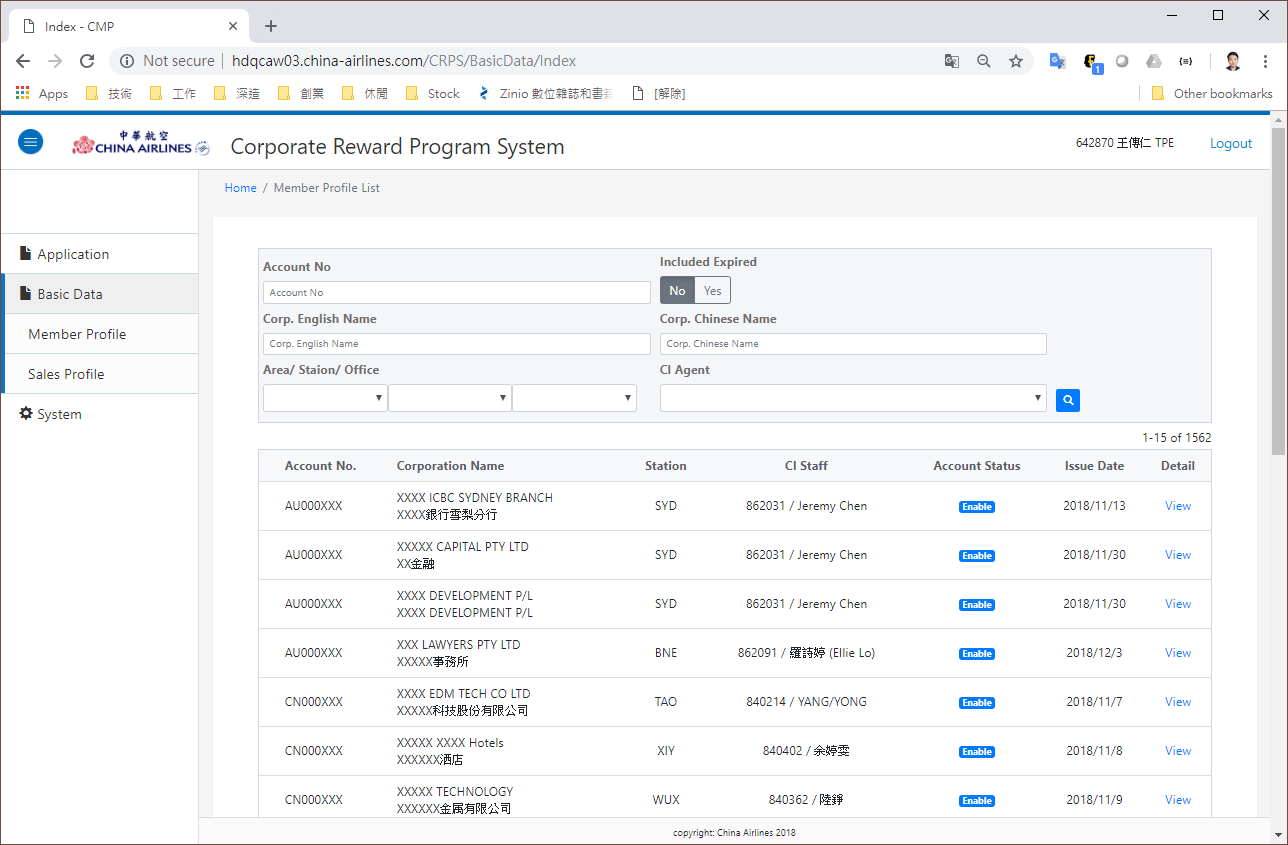 Index - CMP
Not secure | hdqcaw03.china-airlines.com/CRPS/BasicData/Index
Apps 技術 工作 深造 創業 休閒 Stock Zinio 數位雜誌和書 [解除] Other bookmarks
中華航空
CHINA AIRLINES
Corporate Reward Program System
642870 王傳仁 TPE
Logout
Home / Member Profile List
Application
Basic Data
Member Profile
Sales Profile
System
Account No
Included Expired
Account No
No Yes
Corp. English Name
Corp. Chinese Name
Corp. English Name
Corp. Chinese Name
Area/ Staion/ Office
CI Agent
1-15 of 1562
Account No. Corporation Name Station CI Staff Account Status Issue Date Detail
AU000XXX XXXX ICBC SYDNEY BRANCH SYD 862031 / Jeremy Chen Enable 2018/11/13 View
XXXX銀行雪梨分行
AU000XXX XXXXX CAPITAL PTY LTD SYD 862031 / Jeremy Chen Enable 2018/11/30 View
XX金融
AU000XXX XXXX DEVELOPMENT P/L SYD 862031 / Jeremy Chen Enable 2018/11/30 View
XXXX DEVELOPMENT P/L
AU000XXX XXX LAWYERS PTY LTD BNE 862091 / 羅詩婷 (Ellie Lo) Enable 2018/12/3 View
XXXXX事務所
CN000XXX XXXX EDM TECH CO LTD TAO 840214 / YANG/YONG Enable 2018/11/7 View
XXXXX科技股份有限公司
CN000XXX XXXXX XXXX Hotels XIY 840402 / 余婷雯 Enable 2018/11/8 View
XXXXXX酒店
CN000XXX XXXXX TECHNOLOGY WUX 840362 / 陸錚 Enable 2018/11/9 View
XXXXXX金属有限公司
copyright: China Airlines 2018